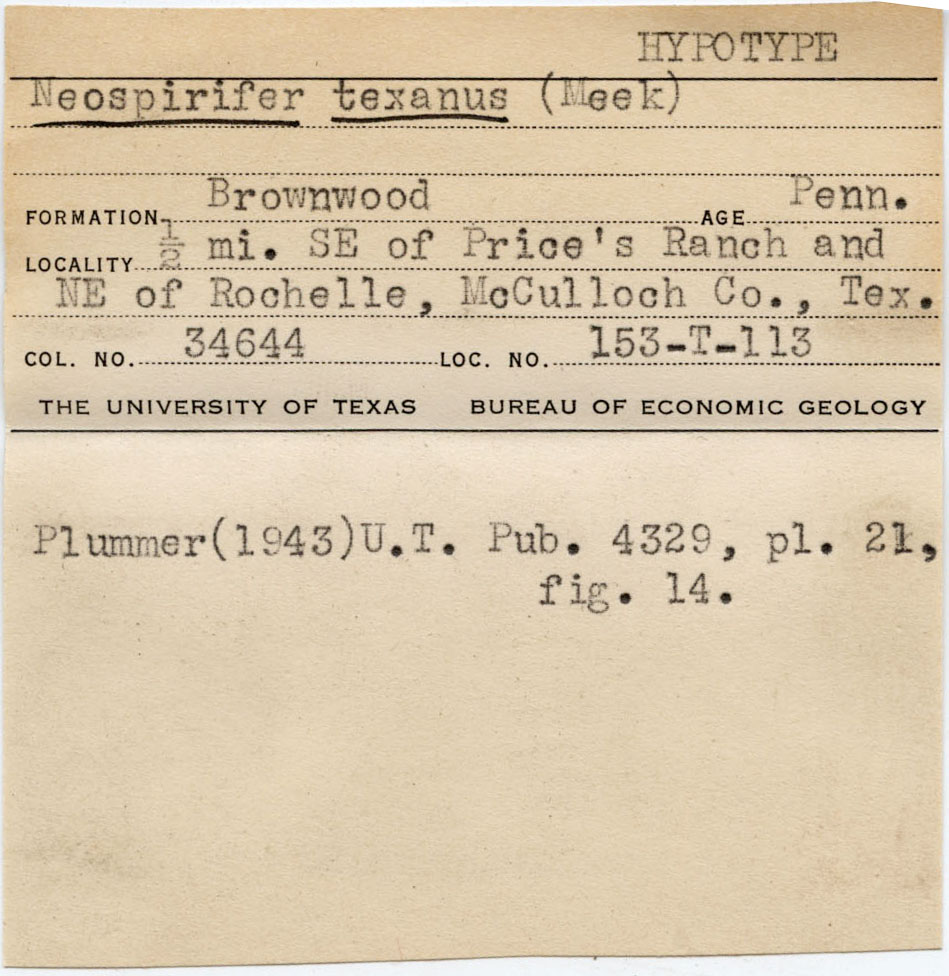 HYPOTYPE
Neospirifer texanus (Meek)
FORMATION Brownwood AGE Penn.
LOCALITY ½ mi. SE of Price's Ranch and
NE of Rochelle, McCulloch Co., Tex.
COL. NO. 34644 LOC. NO. 153-T-113
THE UNIVERSITY OF TEXAS BUREAU OF ECONOMIC GEOLOGY
Plummer(1943)U.T. Pub. 4329, pl. 21,
fig. 14.